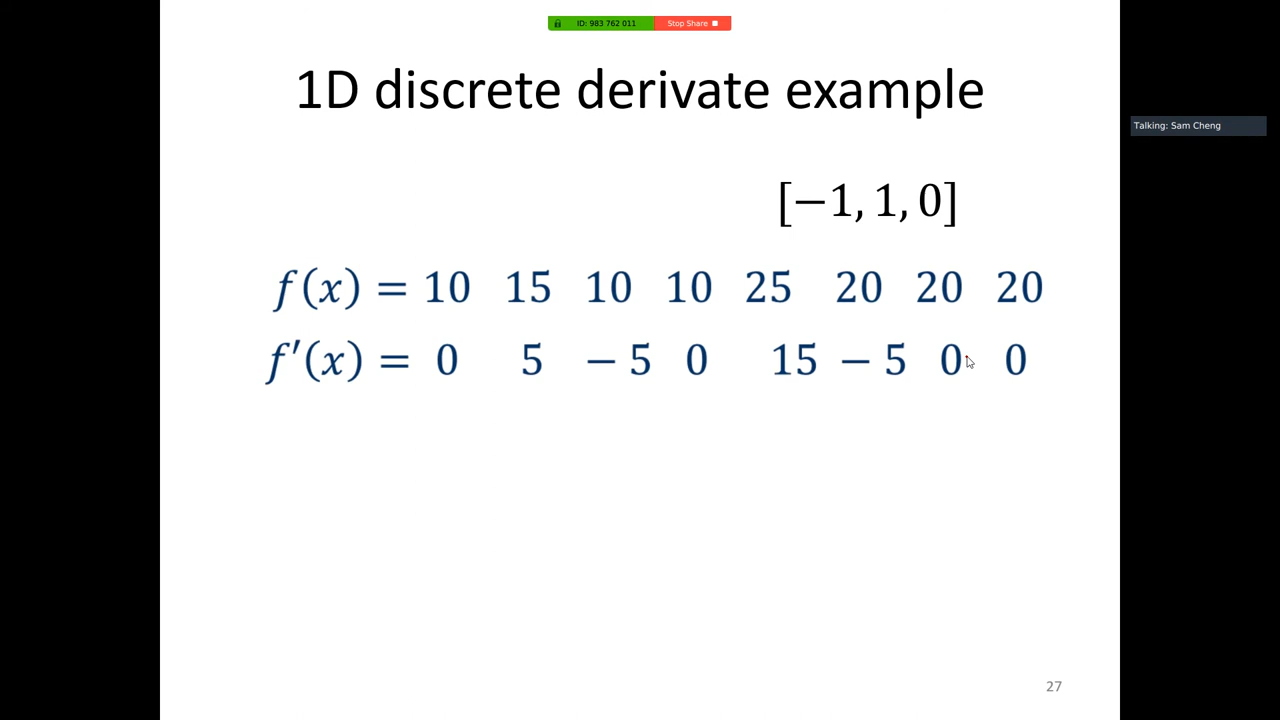 ID: 983 762 011 Stop Share
1D discrete derivate example
Talking: Sam Cheng
[−1, 1, 0]
f(x) = 10 15 10 10 25 20 20 20
f′(x) = 0 5 − 5 0 15 − 5 0 0
27